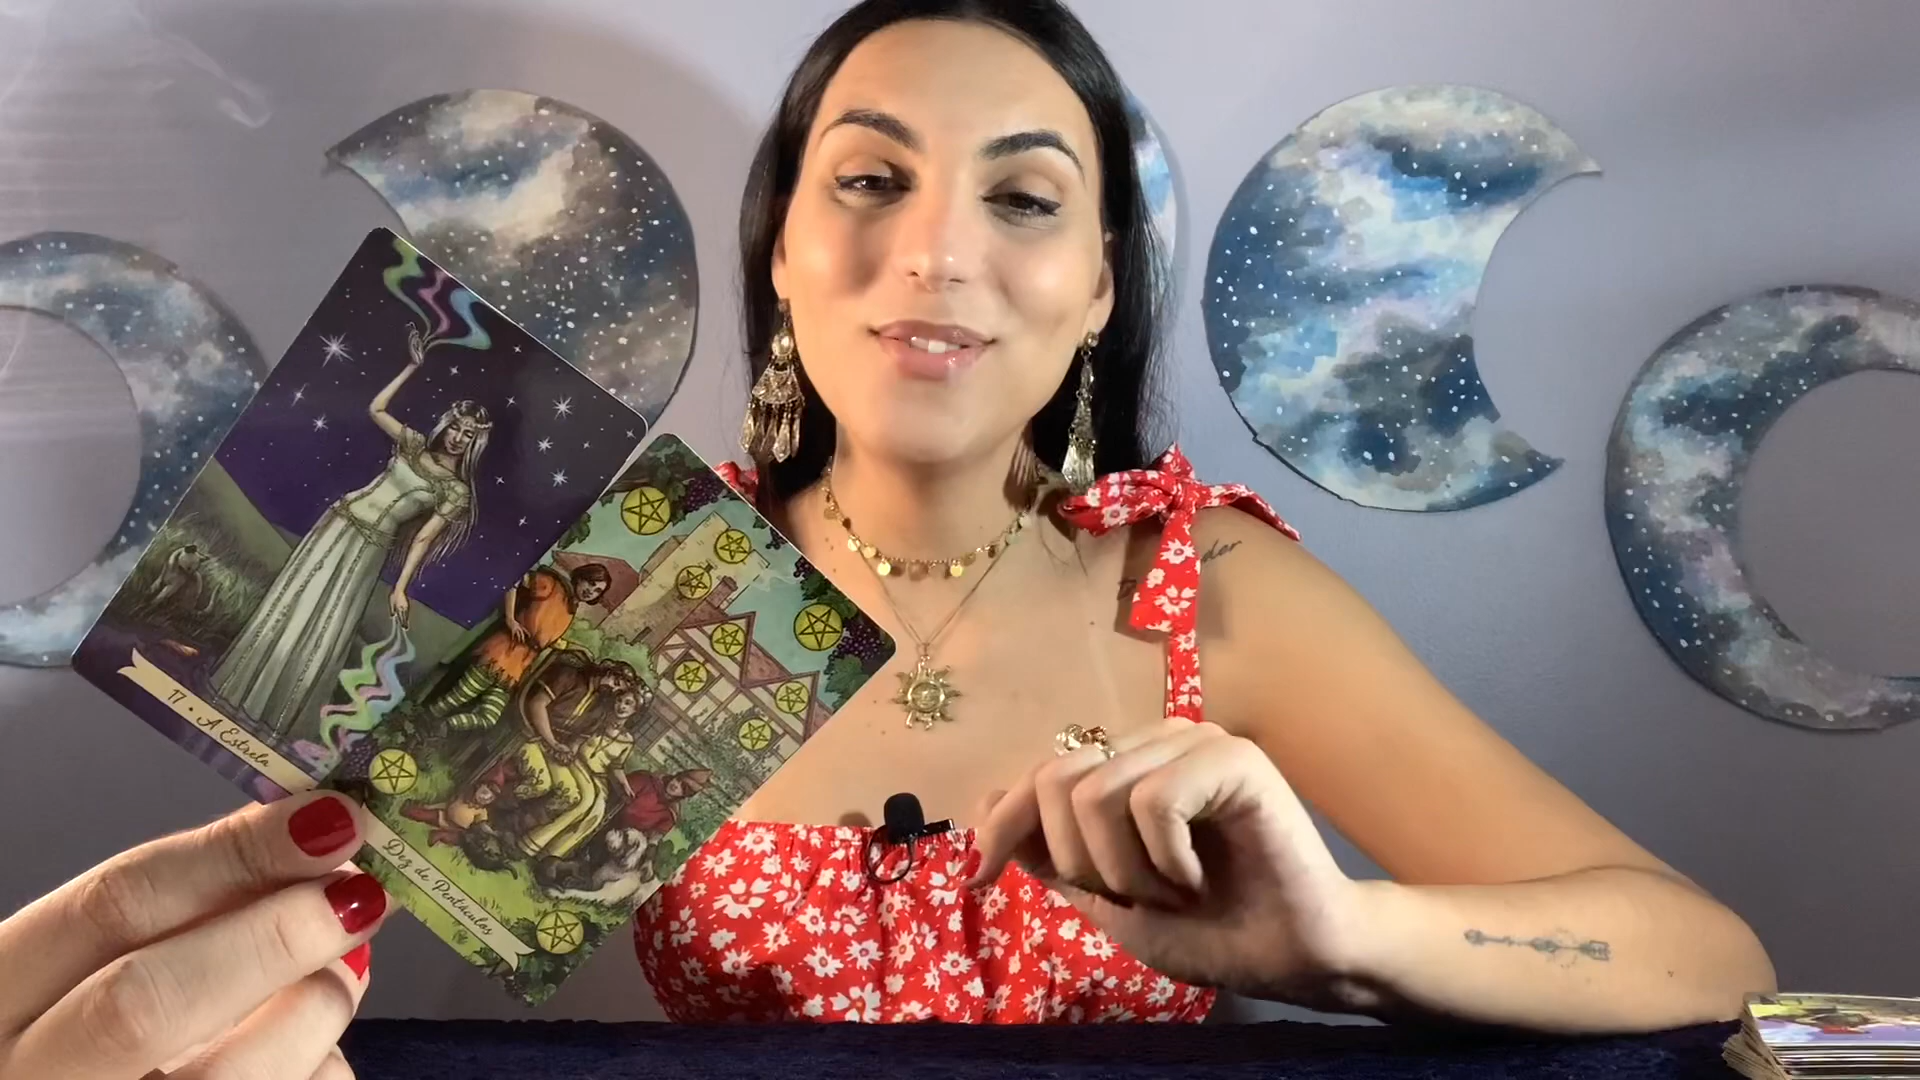 17 • A Estrela
Dez de Pentáculos